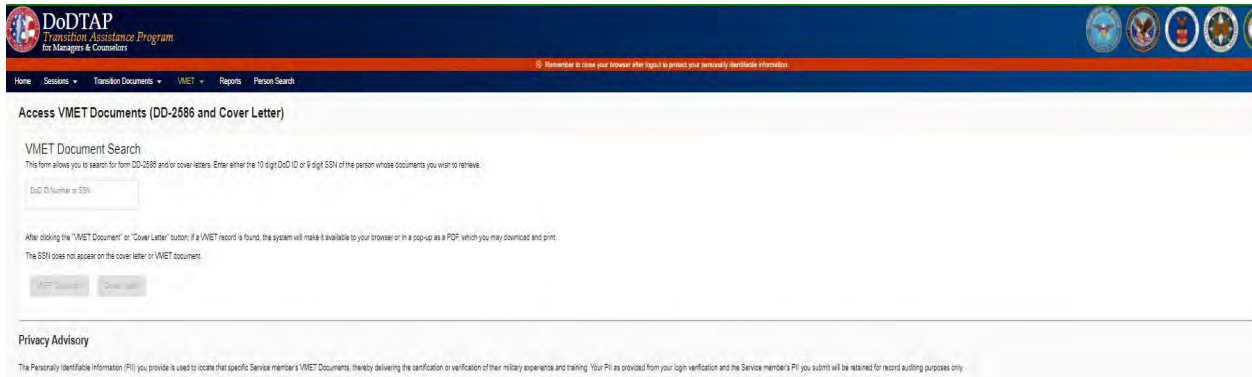 DoDTAP
Transition Assistance Program
for Managers & Counselors
Remember to close your browser after logout to protect your personally identifiable information.
Home Sessions Transition Documents VMET Reports Person Search
Access VMET Documents (DD-2586 and Cover Letter)
VMET Document Search
This form allows you to search for form DD-2586 and/or cover letters. Enter either the 10 digit DoD ID or 9 digit SSN of the person whose documents you wish to retrieve.
DoD ID Number or SSN
After clicking the "VMET Document" or "Cover Letter" button; if a VMET record is found, the system will make it available to your browser or in a pop-up as a PDF, which you may download and print.
The SSN does not appear on the cover letter or VMET document.
VMET Document Cover Letter
Privacy Advisory
The Personally Identifiable Information (PII) you provide is used to locate that specific Service member's VMET Documents, thereby delivering the certification or verification of their military experience and training. Your PII as provided from your login verification and the Service member's PII you submit will be retained for record auditing purposes only.